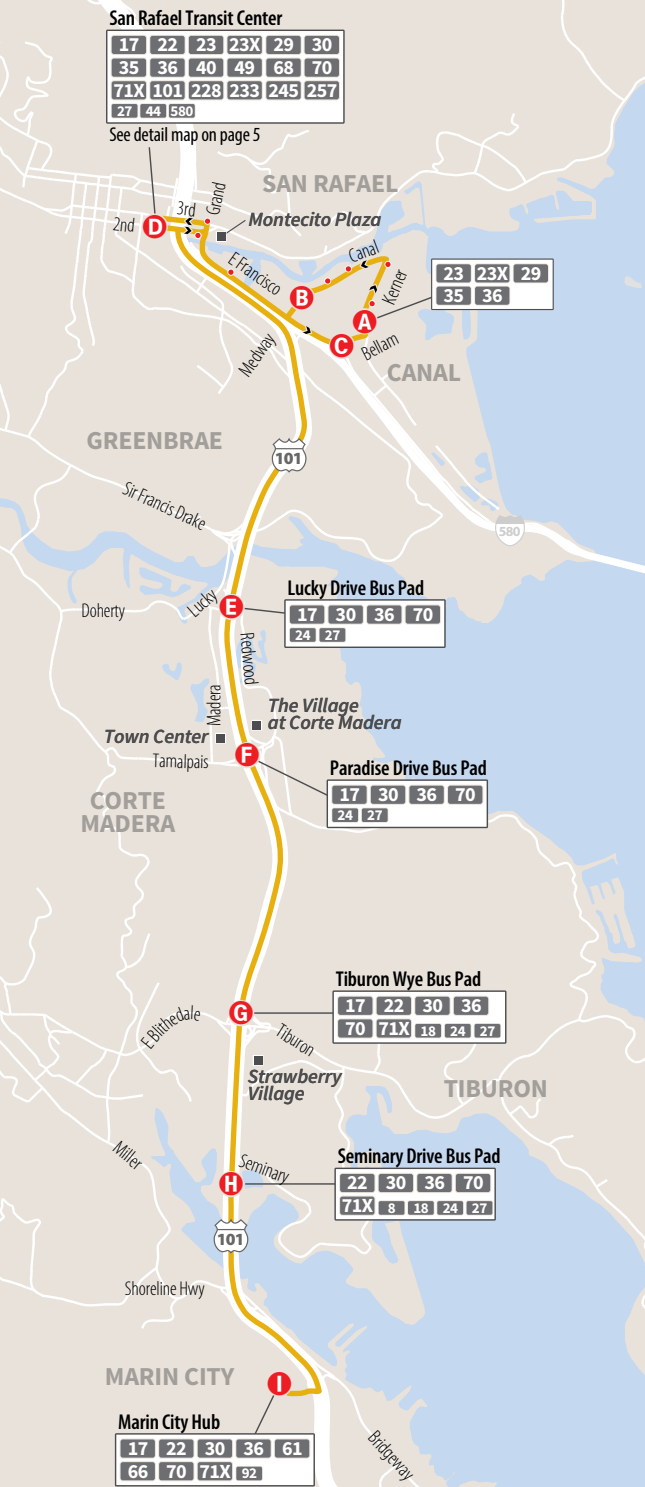 San Rafael Transit Center
17 22 23 23X 29 30
35 36 40 49 68 70
71X 101 228 233 245 257
27 44 580
See detail map on page 5
SAN RAFAEL
Grand
3rd
2nd
D
Montecito Plaza
E Francisco
Canal
Kerner
B
A
23 23X 29
35 36
C
Bellam
Medway
CANAL
GREENBRAE
101
Sir Francis Drake
580
Lucky Drive Bus Pad
17 30 36 70
24 27
Lucky
E
Doherty
Redwood
Madera
The Village
at Corte Madera
Town Center
F
Tamalpais
Paradise Drive Bus Pad
17 30 36 70
24 27
CORTE
MADERA
Tiburon Wye Bus Pad
17 22 30 36
70 71X 18 24 27
G
E Blithedale
Tiburon
Strawberry
Village
TIBURON
Miller
Seminary Drive Bus Pad
22 30 36 70
71X 8 18 24 27
Seminary
H
101
Shoreline Hwy
MARIN CITY
I
Marin City Hub
17 22 30 36 61
66 70 71X 92
Bridgeway